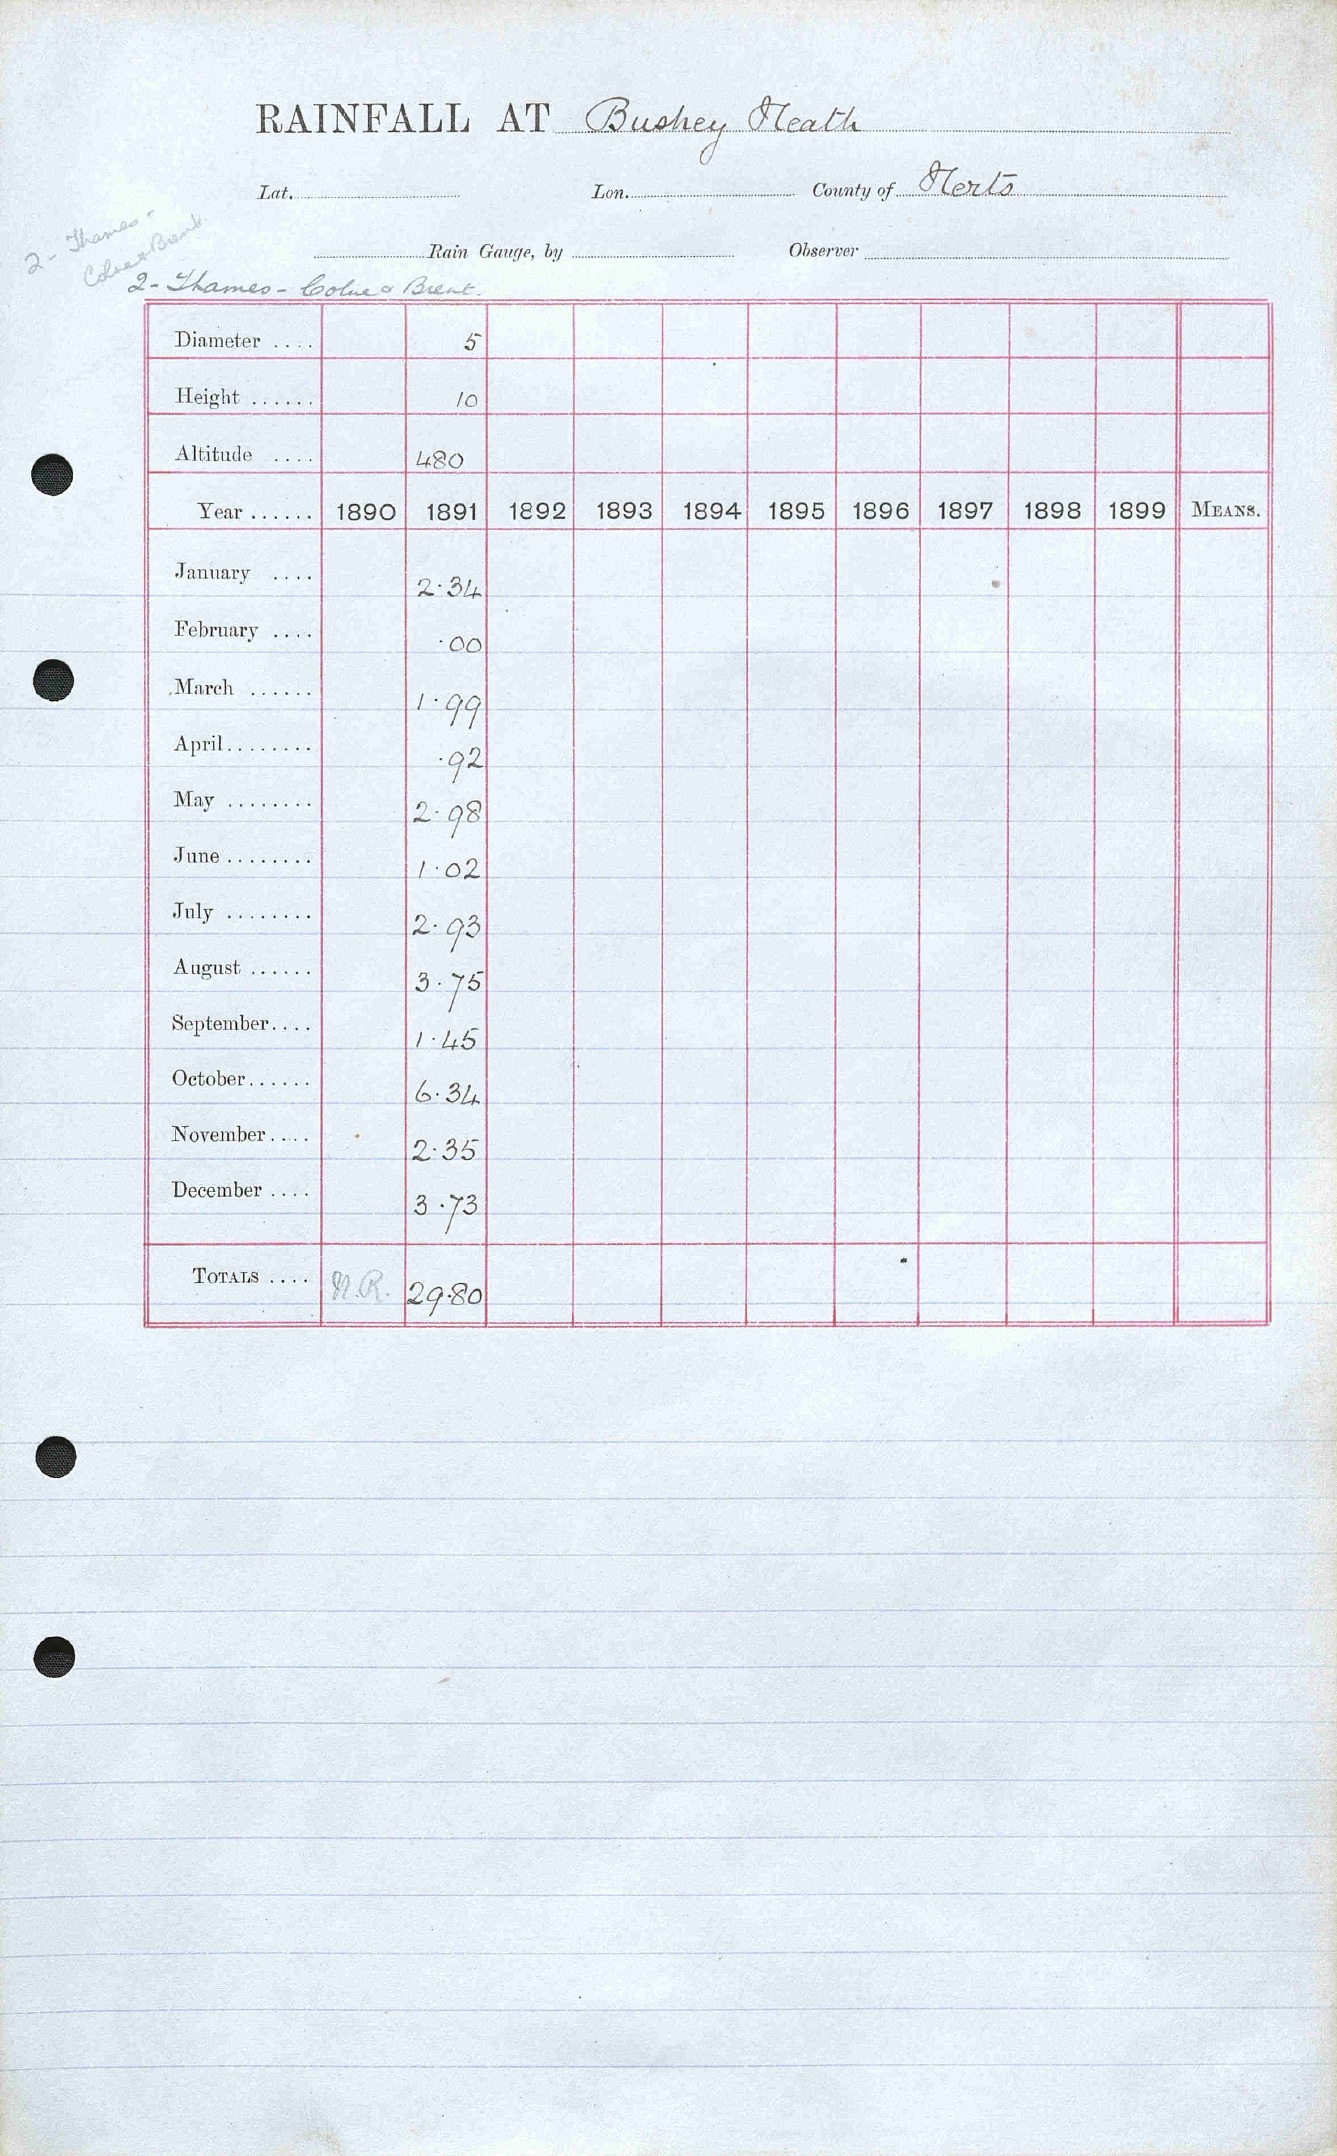 RAINFALL AT Bushey Heath
Lat. Lon. County of Herts
2 - Thames -
Colne & Brent.
Rain Gauge, by Observer
2 - Thames - Colne & Brent.
Diameter .... 5
Height ...... 10
Altitude .... 480
Year ...... 1890 1891 1892 1893 1894 1895 1896 1897 1898 1899 MEANS.
January .... 2.34
February .... .00
March ...... 1.99
April........ .92
May ........ 2.98
June ........ 1.02
July ........ 2.93
August ...... 3.75
September.... 1.45
October...... 6.34
November.... 2.35
December .... 3.73
TOTALS .... N.R. 29.80